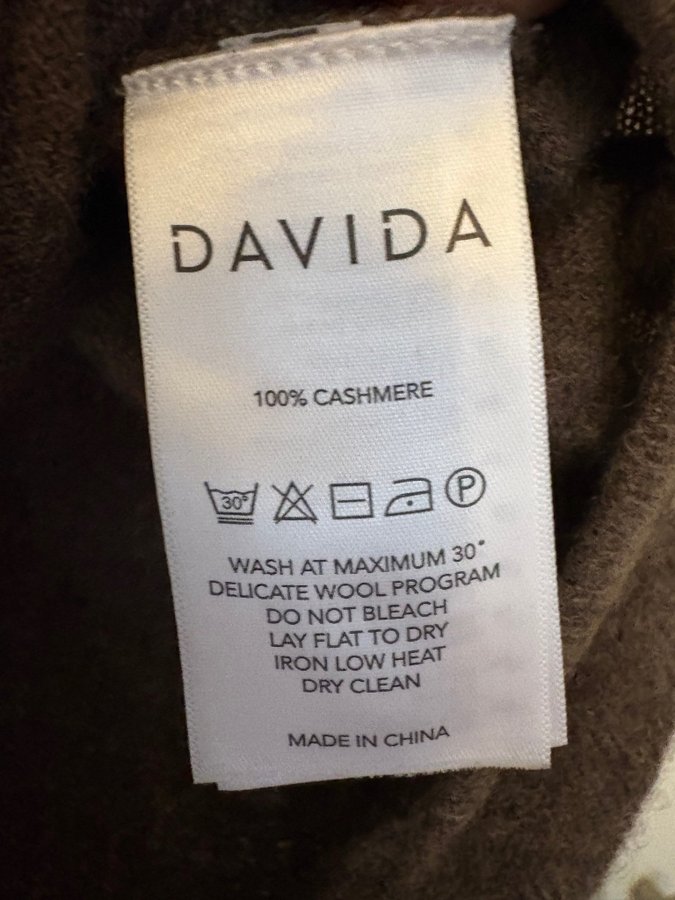 DAVIDA
100% CASHMERE
30° P
WASH AT MAXIMUM 30°
DELICATE WOOL PROGRAM
DO NOT BLEACH
LAY FLAT TO DRY
IRON LOW HEAT
DRY CLEAN
MADE IN CHINA